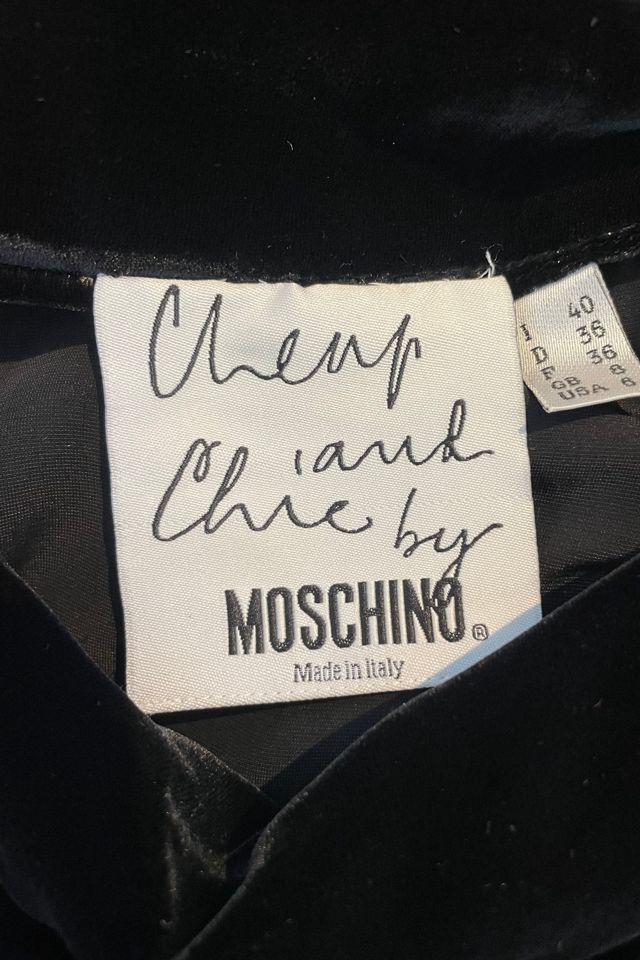 Cheap
and
Chic by
MOSCHINO®
Made in Italy
I 40
D 36
F 36
GB 8
USA 6